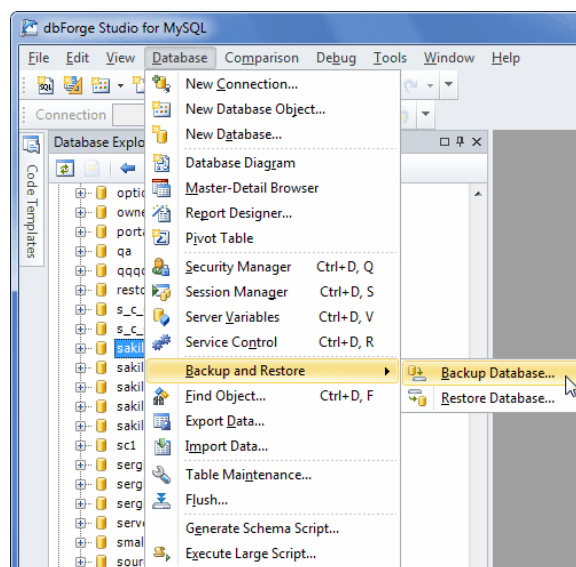 dbForge Studio for MySQL
File Edit View Database Comparison Debug Tools Window Help
Connection
Database Explo
Code Templates
New Connection...
New Database Object...
New Database...
Database Diagram
Master-Detail Browser
Report Designer...
Pivot Table
Security Manager Ctrl+D, Q
Session Manager Ctrl+D, S
Server Variables Ctrl+D, V
Service Control Ctrl+D, R
Backup and Restore
Find Object... Ctrl+D, F
Export Data...
Import Data...
Table Maintenance...
Flush...
Generate Schema Script...
Execute Large Script...
Backup Database...
Restore Database...
optic
owne
port
qa
qqq
resto
s_c_
s_c_
sakil
sakil
sakil
sakil
sakil
sc1
serg
serg
serg
serv
smal
sour